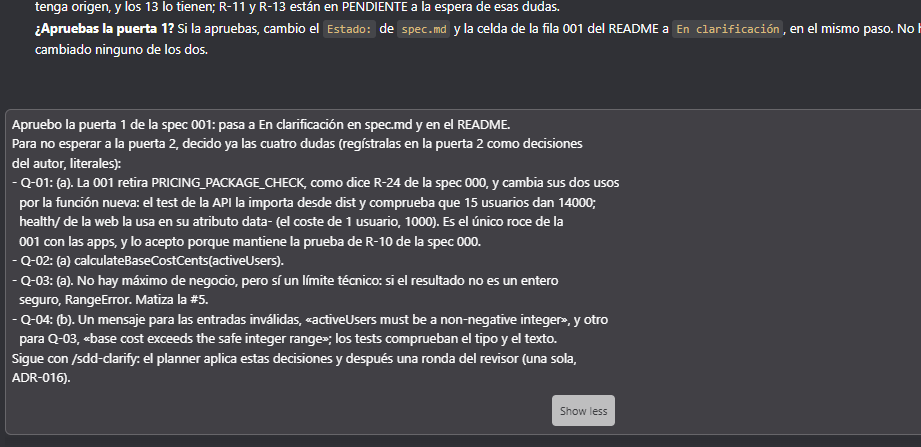 tenga origen, y los 13 lo tienen; R-11 y R-13 están en PENDIENTE a la espera de esas dudas.
¿Apruebas la puerta 1? Si la apruebas, cambio el Estado: de spec.md y la celda de la fila 001 del README a En clarificación, en el mismo paso. No
cambiado ninguno de los dos.
Apruebo la puerta 1 de la spec 001: pasa a En clarificación en spec.md y en el README.
Para no esperar a la puerta 2, decido ya las cuatro dudas (regístralas en la puerta 2 como decisiones
del autor, literales):
- Q-01: (a). La 001 retira PRICING_PACKAGE_CHECK, como dice R-24 de la spec 000, y cambia sus dos usos
por la función nueva: el test de la API la importa desde dist y comprueba que 15 usuarios dan 14000;
health/ de la web la usa en su atributo data- (el coste de 1 usuario, 1000). Es el único roce de la
001 con las apps, y lo acepto porque mantiene la prueba de R-10 de la spec 000.
- Q-02: (a) calculateBaseCostCents(activeUsers).
- Q-03: (a). No hay máximo de negocio, pero sí un límite técnico: si el resultado no es un entero
seguro, RangeError. Matiza la #5.
- Q-04: (b). Un mensaje para las entradas inválidas, «activeUsers must be a non-negative integer», y otro
para Q-03, «base cost exceeds the safe integer range»; los tests comprueban el tipo y el texto.
Sigue con /sdd-clarify: el planner aplica estas decisiones y después una ronda del revisor (una sola,
ADR-016).
Show less